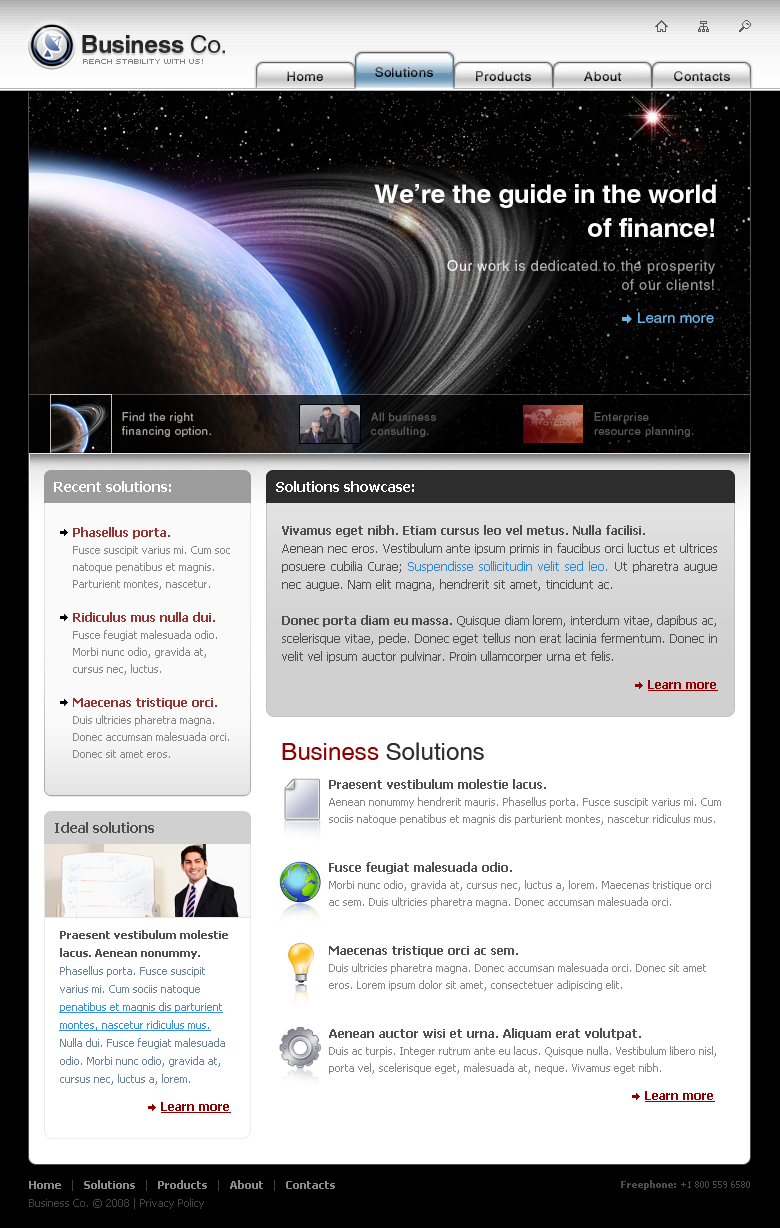 Business Co.
REACH STABILITY WITH US!
Home
Solutions
Products
About
Contacts
We're the guide in the world
of finance!
Our work is dedicated to the prosperity
of our clients!
Learn more
Find the right
financing option.
All business
consulting.
Enterprise
resource planning.
Recent solutions:
Phasellus porta.
Fusce suscipit varius mi. Cum soc
natoque penatibus et magnis.
Parturient montes, nascetur.
Ridiculus mus nulla dui.
Fusce feugiat malesuada odio.
Morbi nunc odio, gravida at,
cursus nec, luctus.
Maecenas tristique orci.
Duis ultricies pharetra magna.
Donec accumsan malesuada orci.
Donec sit amet eros.
Ideal solutions
Praesent vestibulum molestie
lacus. Aenean nonummy.
Phasellus porta. Fusce suscipit
varius mi. Cum sociis natoque
penatibus et magnis dis parturient
montes, nascetur ridiculus mus.
Nulla dui. Fusce feugiat malesuada
odio. Morbi nunc odio, gravida at,
cursus nec, luctus a, lorem.
Learn more
Solutions showcase:
Vivamus eget nibh. Etiam cursus leo vel metus. Nulla facilisi.
Aenean nec eros. Vestibulum ante ipsum primis in faucibus orci luctus et ultrices
posuere cubilia Curae; Suspendisse sollicitudin velit sed leo. Ut pharetra augue
nec augue. Nam elit magna, hendrerit sit amet, tincidunt ac.
Donec porta diam eu massa. Quisque diam lorem, interdum vitae, dapibus ac,
scelerisque vitae, pede. Donec eget tellus non erat lacinia fermentum. Donec in
velit vel ipsum auctor pulvinar. Proin ullamcorper urna et felis.
Learn more
Business Solutions
Praesent vestibulum molestie lacus.
Aenean nonummy hendrerit mauris. Phasellus porta. Fusce suscipit varius mi. Cum
sociis natoque penatibus et magnis dis parturient montes, nascetur ridiculus mus.
Fusce feugiat malesuada odio.
Morbi nunc odio, gravida at, cursus nec, luctus a, lorem. Maecenas tristique orci
ac sem. Duis ultricies pharetra magna. Donec accumsan malesuada orci.
Maecenas tristique orci ac sem.
Duis ultricies pharetra magna. Donec accumsan malesuada orci. Donec sit amet
eros. Lorem ipsum dolor sit amet, consectetuer adipiscing elit.
Aenean auctor wisi et urna. Aliquam erat volutpat.
Duis ac turpis. Integer rutrum ante eu lacus. Quisque nulla. Vestibulum libero nisl,
porta vel, scelerisque eget, malesuada at, neque. Vivamus eget nibh.
Learn more
Home | Solutions | Products | About | Contacts
Business Co. © 2008 | Privacy Policy
Freephone: +1 800 559 6580